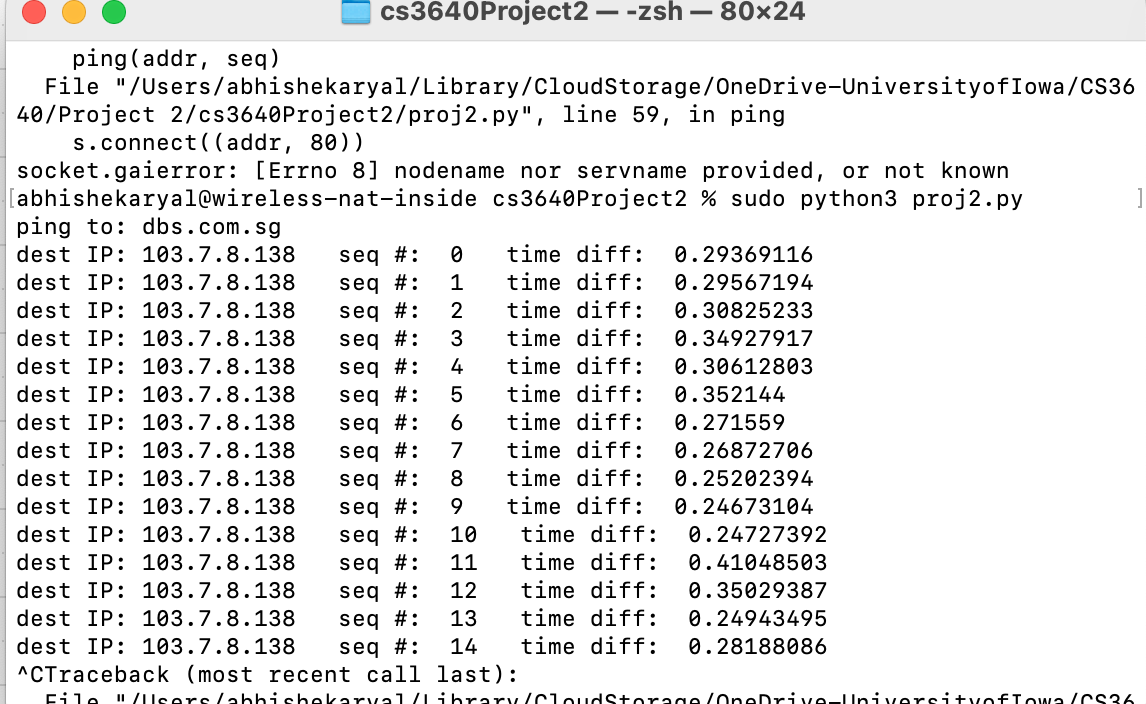 cs3640Project2 — -zsh — 80×24
    ping(addr, seq)
  File "/Users/abhishekaryal/Library/CloudStorage/OneDrive-UniversityofIowa/CS36
40/Project 2/cs3640Project2/proj2.py", line 59, in ping
    s.connect((addr, 80))
socket.gaierror: [Errno 8] nodename nor servname provided, or not known
[abhishekaryal@wireless-nat-inside cs3640Project2 % sudo python3 proj2.py ]
ping to: dbs.com.sg
dest IP: 103.7.8.138   seq #:  0   time diff:  0.29369116
dest IP: 103.7.8.138   seq #:  1   time diff:  0.29567194
dest IP: 103.7.8.138   seq #:  2   time diff:  0.30825233
dest IP: 103.7.8.138   seq #:  3   time diff:  0.34927917
dest IP: 103.7.8.138   seq #:  4   time diff:  0.30612803
dest IP: 103.7.8.138   seq #:  5   time diff:  0.352144
dest IP: 103.7.8.138   seq #:  6   time diff:  0.271559
dest IP: 103.7.8.138   seq #:  7   time diff:  0.26872706
dest IP: 103.7.8.138   seq #:  8   time diff:  0.25202394
dest IP: 103.7.8.138   seq #:  9   time diff:  0.24673104
dest IP: 103.7.8.138   seq #:  10   time diff:  0.24727392
dest IP: 103.7.8.138   seq #:  11   time diff:  0.41048503
dest IP: 103.7.8.138   seq #:  12   time diff:  0.35029387
dest IP: 103.7.8.138   seq #:  13   time diff:  0.24943495
dest IP: 103.7.8.138   seq #:  14   time diff:  0.28188086
^CTraceback (most recent call last):
  File "/Users/abhishekaryal/Library/CloudStorage/OneDrive-UniversityofIowa/CS36